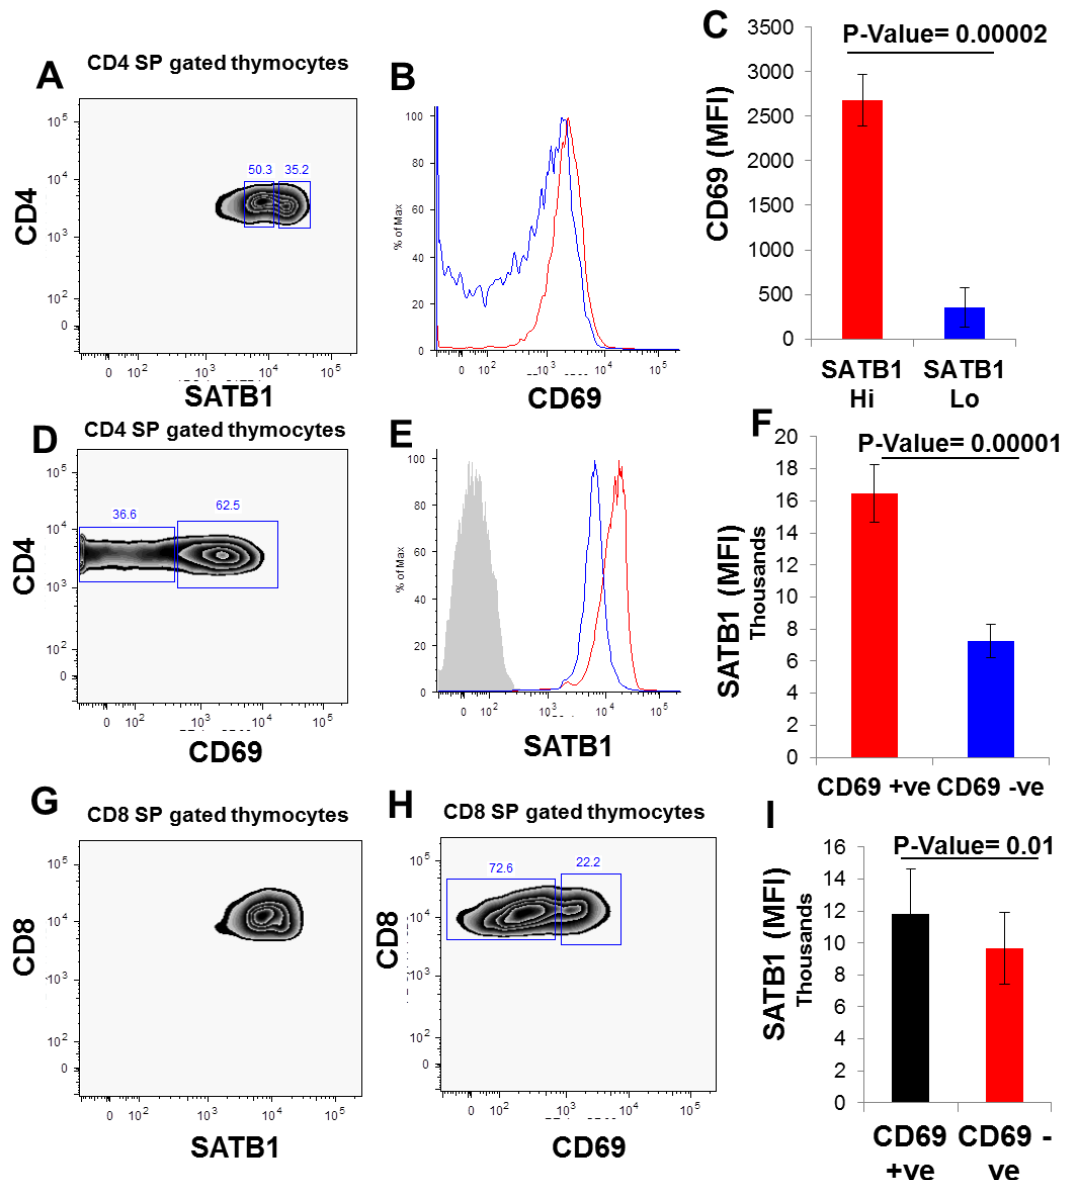 A
CD4 SP gated thymocytes
10^5
10^4
10^3
10^2
0
50.3
35.2
CD4
0
10^2
10^3
10^4
10^5
SATB1
B
100
80
60
40
20
0
% of Max
0
10^2
10^3
10^4
10^5
CD69
C
P-Value= 0.00002
3500
3000
2500
2000
1500
1000
500
0
CD69 (MFI)
SATB1 Hi
SATB1 Lo
D
CD4 SP gated thymocytes
10^5
10^4
10^3
10^2
0
36.6
62.5
CD4
0
10^2
10^3
10^4
10^5
CD69
E
100
80
60
40
20
0
% of Max
0
10^2
10^3
10^4
10^5
SATB1
F
P-Value= 0.00001
20
18
16
14
12
10
8
6
4
2
0
SATB1 (MFI)
Thousands
CD69 +ve
CD69 -ve
G
CD8 SP gated thymocytes
10^5
10^4
10^3
10^2
0
CD8
0
10^2
10^3
10^4
10^5
SATB1
H
CD8 SP gated thymocytes
10^5
10^4
10^3
10^2
0
72.6
22.2
CD8
0
10^2
10^3
10^4
10^5
CD69
I
P-Value= 0.01
16
14
12
10
8
6
4
2
0
SATB1 (MFI)
Thousands
CD69
+ve
CD69 -
ve